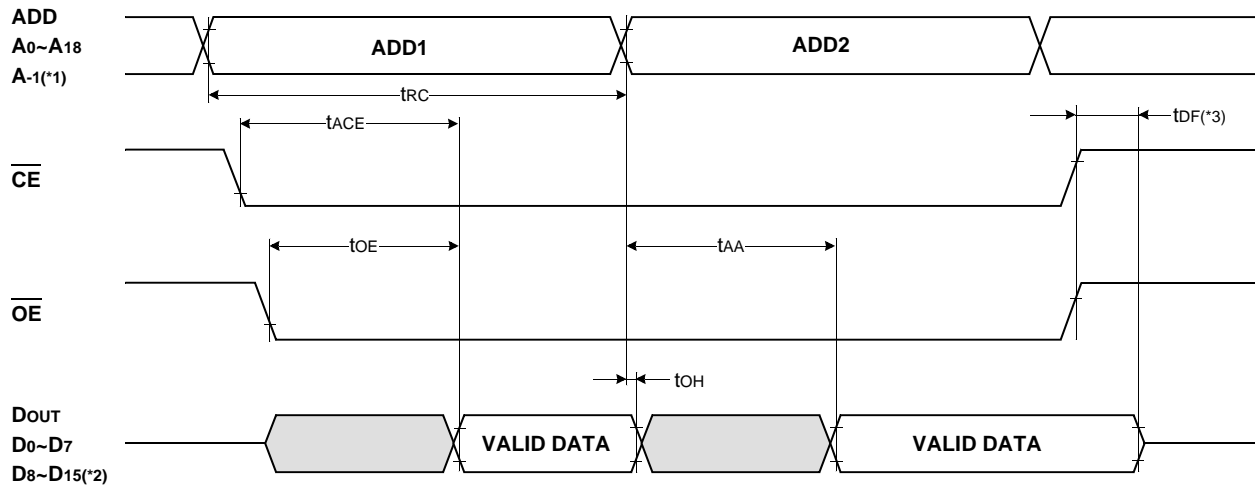 ADD
A0~A18
A-1(*1)
ADD1
ADD2
tRC
tACE
tDF(*3)
CE
tOE
tAA
OE
tOH
DOUT
D0~D7
D8~D15(*2)
VALID DATA
VALID DATA